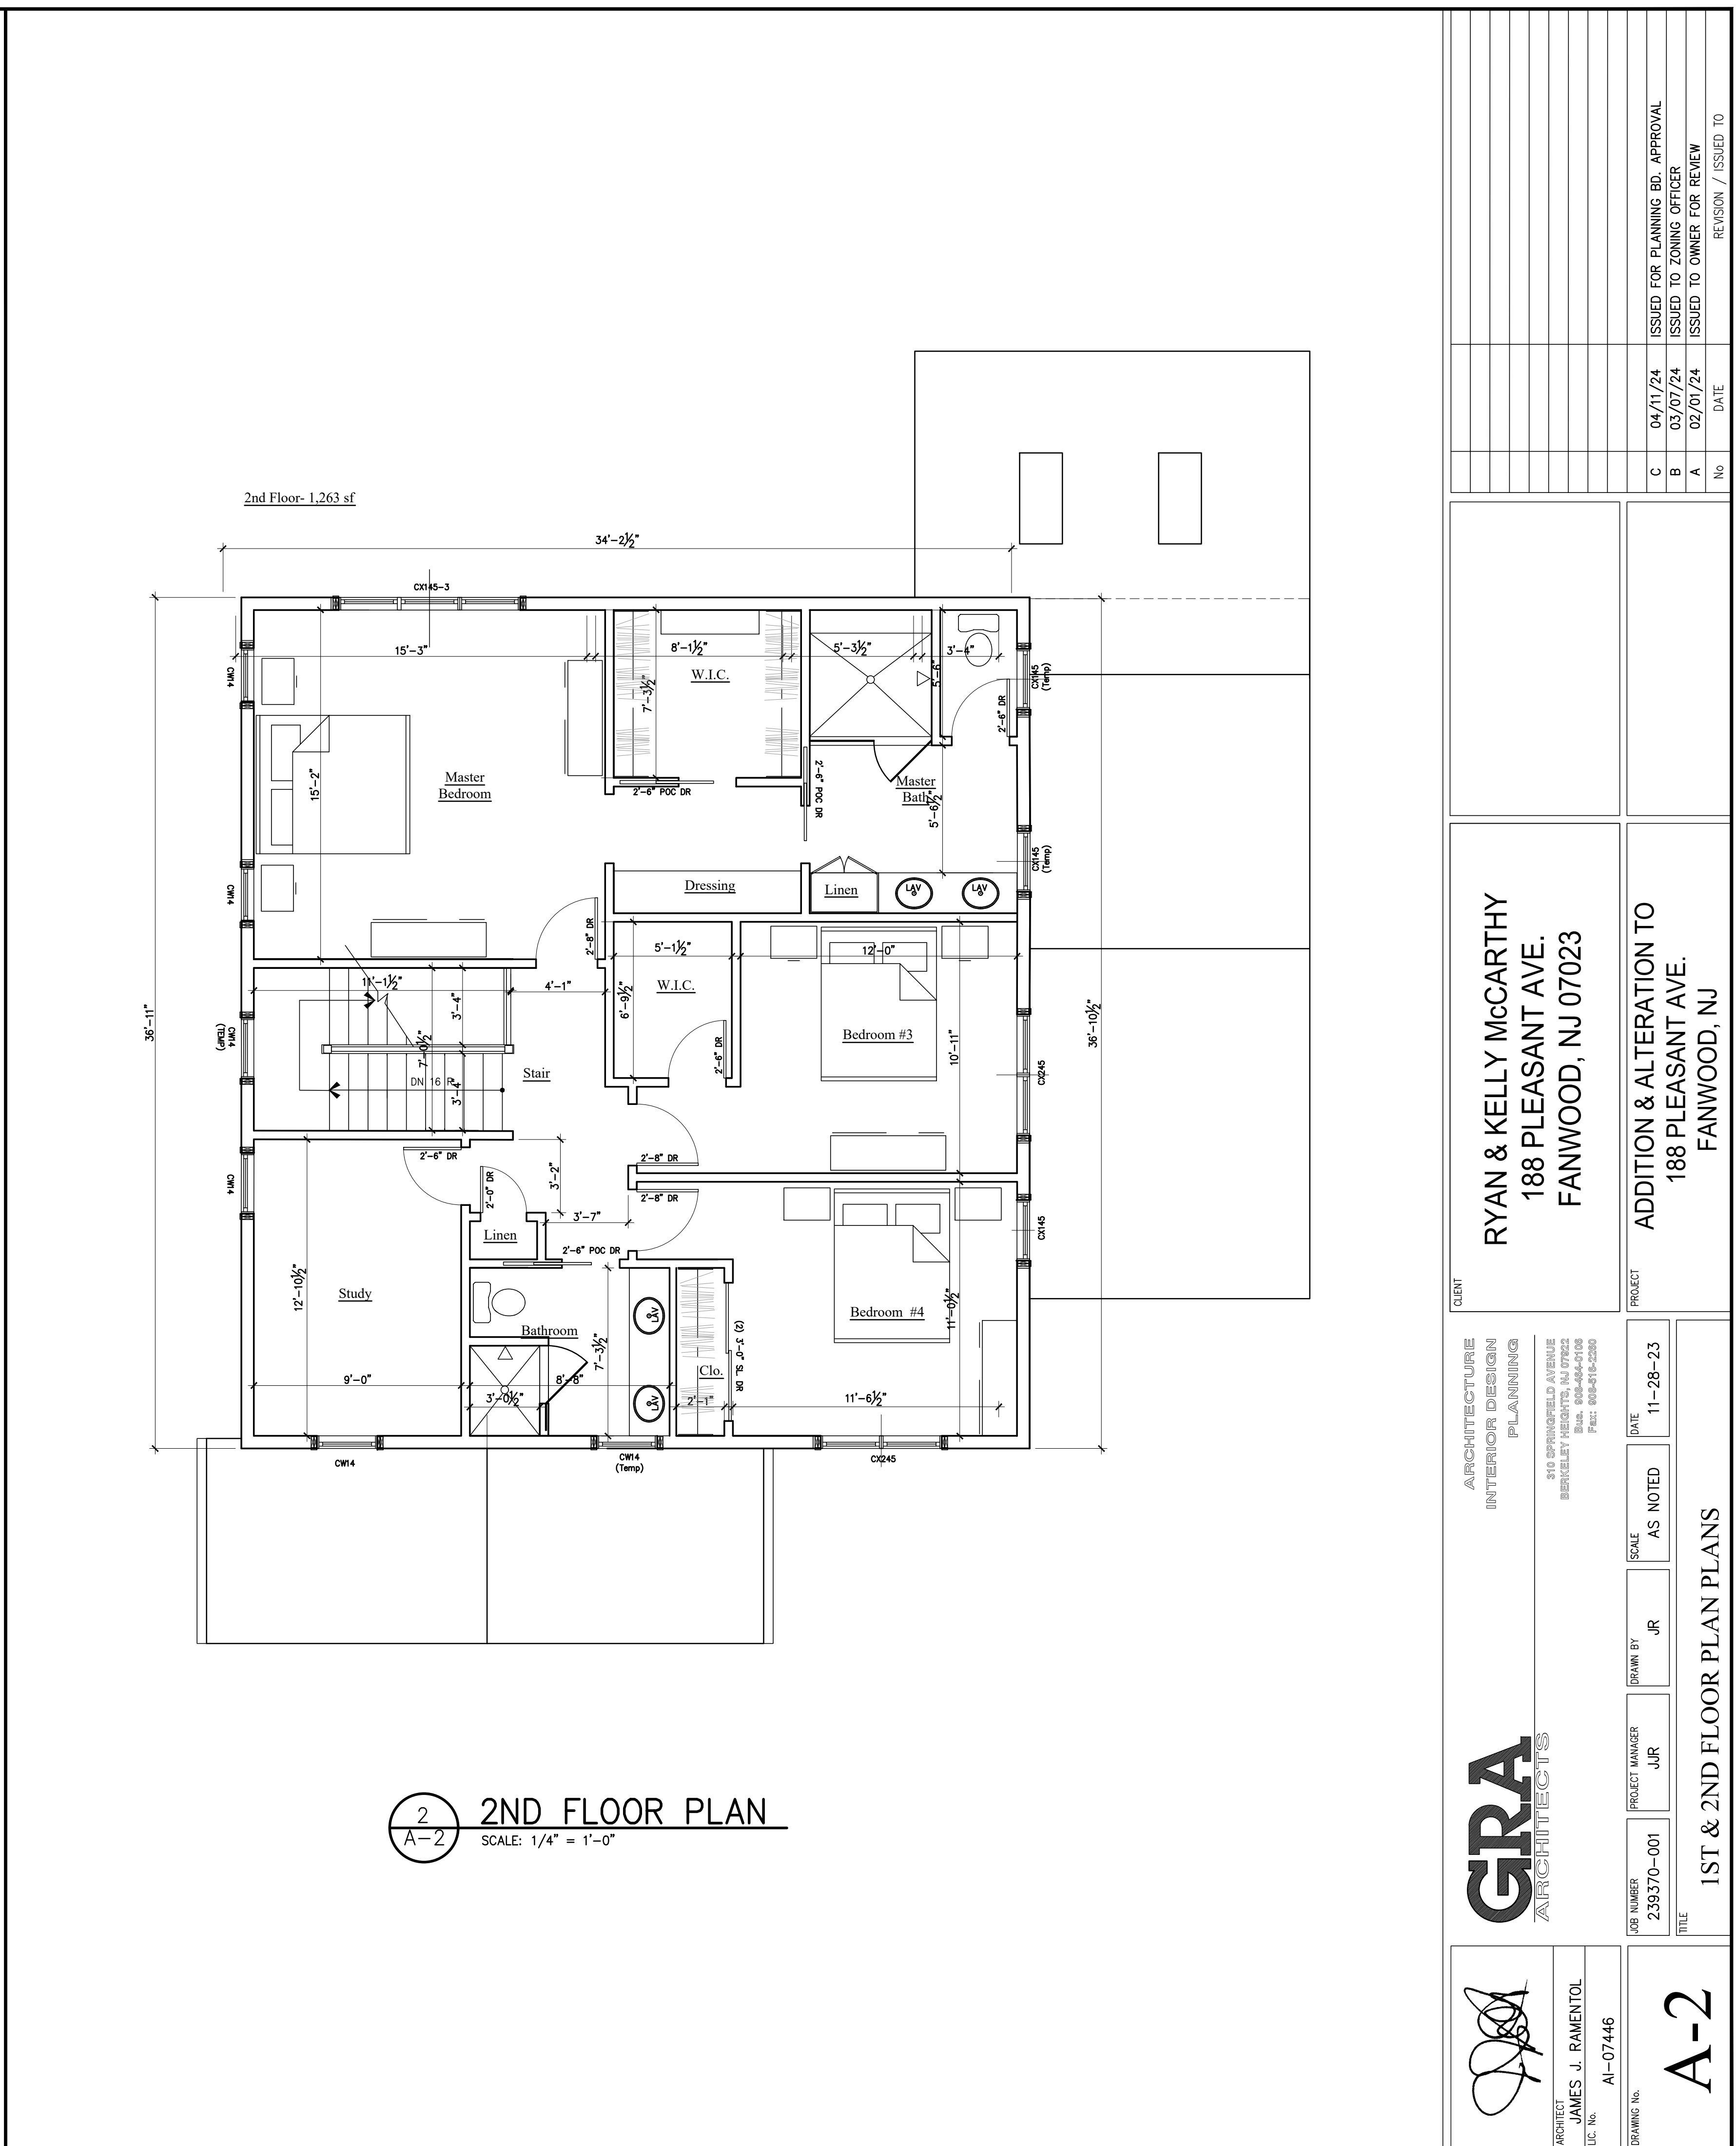 2nd Floor- 1,263 sf
34'-2½"
CX145-3
15'-3"
8'-1½"
5'-3½"
3'-4"
W.I.C.
7'-3½"
5'-6"
CX145
(Temp)
2'-6" DR
CW14
15'-2"
Master
Bedroom
2'-6" POC DR
2'-6" POC DR
Master
Bath
5'-6½"
CX145
(Temp)
CW14
Dressing
Linen
LAV
LAV
2'-8" DR
5'-1½"
12'-0"
11'-1½"
4'-1"
W.I.C.
6'-9½"
3'-4"
36'-11"
36'-10½"
CW14
(TEMP)
7'-0½"
Bedroom #3
10'-11"
2'-6" DR
CX245
Stair
DN 16 R
3'-4"
2'-6" DR
2'-8" DR
3'-2"
2'-0" DR
CW14
2'-8" DR
3'-7"
CX145
Linen
2'-6" POC DR
12'-10½"
Study
Bedroom #4
11'-0½"
LAV
Bathroom
7'-3½"
(2) 3'-0" SL. DR
Clo.
9'-0"
8'-8"
3'-0½"
LAV
2'-1"
11'-6½"
CW14
CW14
(Temp)
CX245
2
A-2
2ND FLOOR PLAN
SCALE: 1/4" = 1'-0"
C 04/11/24 ISSUED FOR PLANNING BD. APPROVAL
B 03/07/24 ISSUED TO ZONING OFFICER
A 02/01/24 ISSUED TO OWNER FOR REVIEW
No DATE REVISION / ISSUED TO
CLIENT
RYAN & KELLY McCARTHY
188 PLEASANT AVE.
FANWOOD, NJ 07023
PROJECT
ADDITION & ALTERATION TO
188 PLEASANT AVE.
FANWOOD, NJ
ARCHITECTURE
INTERIOR DESIGN
PLANNING
310 SPRINGFIELD AVENUE
BERKELEY HEIGHTS, NJ 07922
Bus. 908-464-0106
Fax: 908-516-2260
GRA
ARCHITECTS
JOB NUMBER
239370-001
PROJECT MANAGER
JJR
DRAWN BY
JR
SCALE
AS NOTED
DATE
11-28-23
TITLE
1ST & 2ND FLOOR PLAN PLANS
ARCHITECT
JAMES J. RAMENTOL
LIC. No.
AI-07446
DRAWING No.
A-2